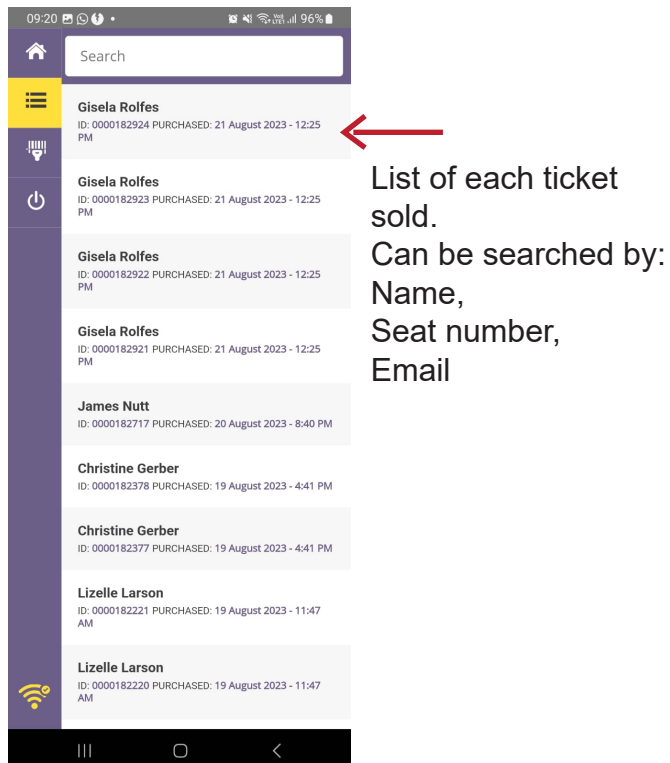 09:20
96%
Search
Gisela Rolfes
ID: 0000182924 PURCHASED: 21 August 2023 - 12:25
PM
Gisela Rolfes
ID: 0000182923 PURCHASED: 21 August 2023 - 12:25
PM
Gisela Rolfes
ID: 0000182922 PURCHASED: 21 August 2023 - 12:25
PM
Gisela Rolfes
ID: 0000182921 PURCHASED: 21 August 2023 - 12:25
PM
James Nutt
ID: 0000182717 PURCHASED: 20 August 2023 - 8:40 PM
Christine Gerber
ID: 0000182378 PURCHASED: 19 August 2023 - 4:41 PM
Christine Gerber
ID: 0000182377 PURCHASED: 19 August 2023 - 4:41 PM
Lizelle Larson
ID: 0000182221 PURCHASED: 19 August 2023 - 11:47
AM
Lizelle Larson
ID: 0000182220 PURCHASED: 19 August 2023 - 11:47
AM
List of each ticket
sold.
Can be searched by:
Name,
Seat number,
Email